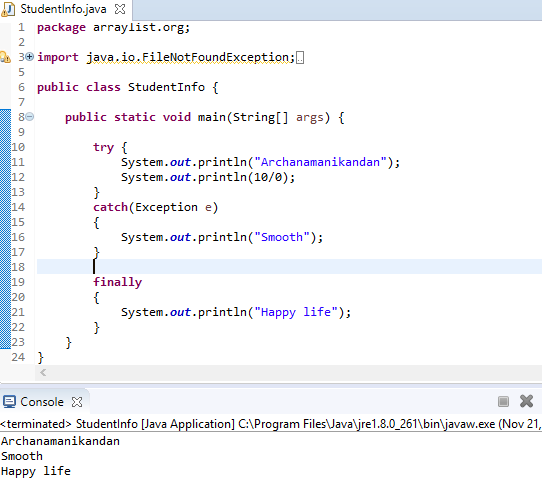 StudentInfo.java
1 package arraylist.org;
2
3 import java.io.FileNotFoundException;
5
6 public class StudentInfo {
7
8     public static void main(String[] args) {
9
10         try {
11             System.out.println("Archanamanikandan");
12             System.out.println(10/0);
13         }
14         catch(Exception e)
15         {
16             System.out.println("Smooth");
17         }
18
19         finally
20         {
21             System.out.println("Happy life");
22         }
23     }
24 }
Console
<terminated> StudentInfo [Java Application] C:\Program Files\Java\jre1.8.0_261\bin\javaw.exe (Nov 21,
Archanamanikandan
Smooth
Happy life